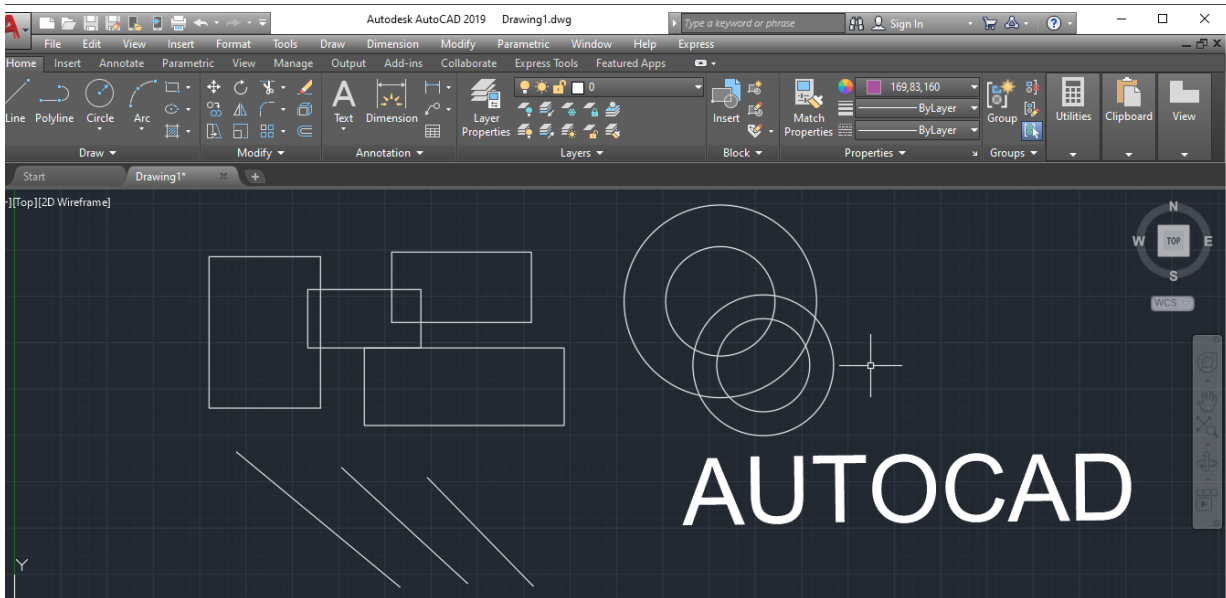 A Autodesk AutoCAD 2019 Drawing1.dwg Type a keyword or phrase Sign In ?
File Edit View Insert Format Tools Draw Dimension Modify Parametric Window Help Express
Home Insert Annotate Parametric View Manage Output Add-ins Collaborate Express Tools Featured Apps
Line Polyline Circle Arc A Text Dimension Layer Properties 0 Insert Match Properties 169,83,160 ByLayer ByLayer Group Utilities Clipboard View
Draw Modify Annotation Layers Block Properties Groups
Start Drawing1* +
][Top][2D Wireframe]
N
W TOP E
S
WCS
AUTOCAD
Y